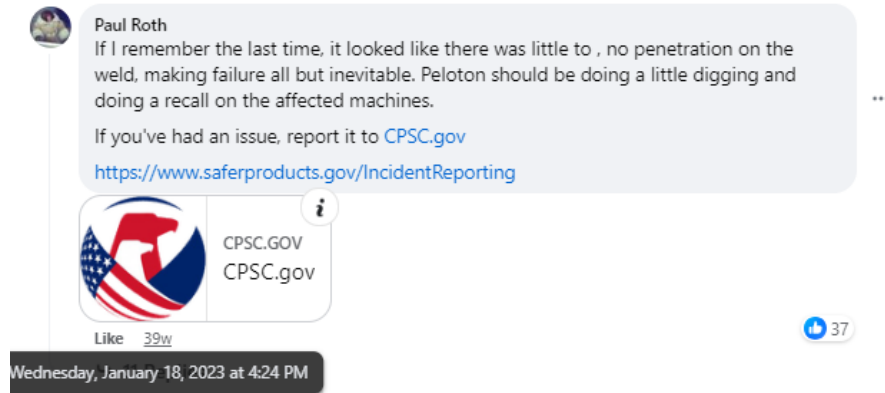 Paul Roth
If I remember the last time, it looked like there was little to , no penetration on the
weld, making failure all but inevitable. Peloton should be doing a little digging and
doing a recall on the affected machines.
If you've had an issue, report it to CPSC.gov
https://www.saferproducts.gov/IncidentReporting
i
CPSC.GOV
CPSC.gov
37
Like 39w
Wednesday, January 18, 2023 at 4:24 PM